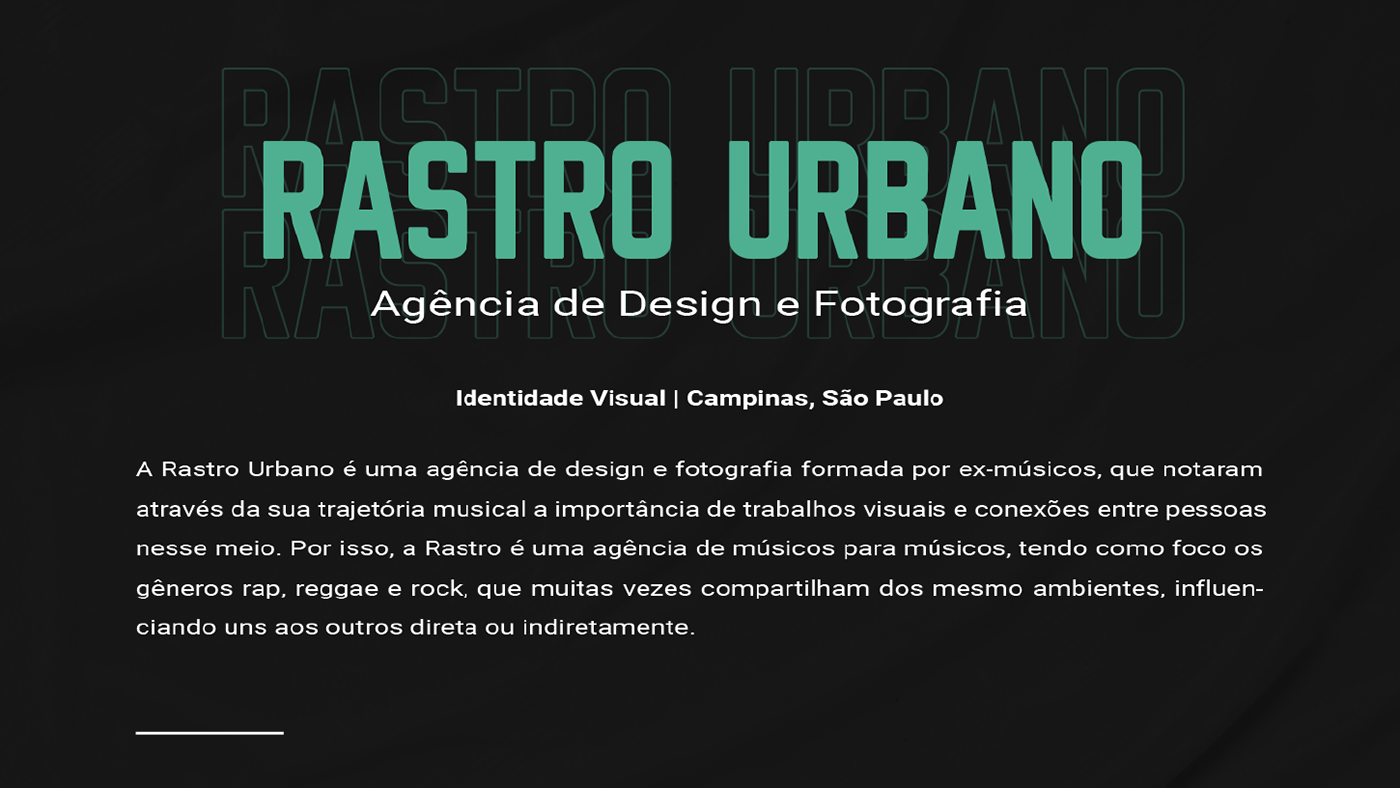 RASTRO URBANO
RASTRO URBANO
RASTRO URBANO
Agência de Design e Fotografia
Identidade Visual | Campinas, São Paulo
A Rastro Urbano é uma agência de design e fotografia formada por ex-músicos, que notaram
através da sua trajetória musical a importância de trabalhos visuais e conexões entre pessoas
nesse meio. Por isso, a Rastro é uma agência de músicos para músicos, tendo como foco os
gêneros rap, reggae e rock, que muitas vezes compartilham dos mesmo ambientes, influen-
ciando uns aos outros direta ou indiretamente.